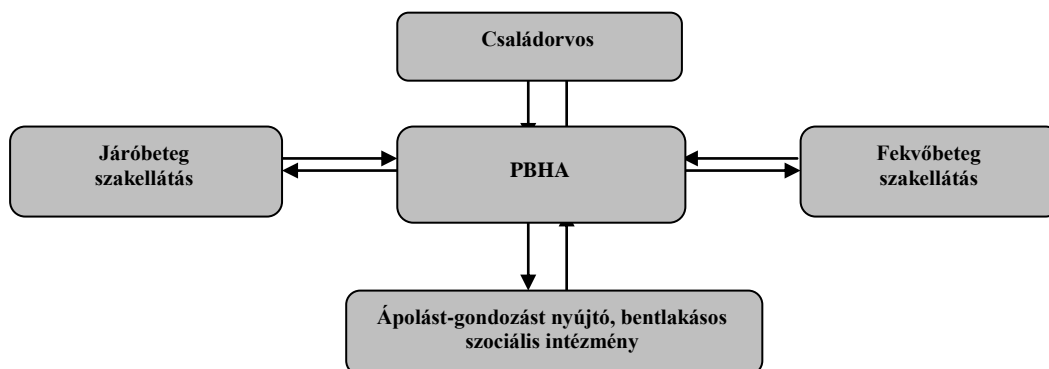 Családorvos
Járóbeteg
szakellátás
PBHA
Fekvőbeteg
szakellátás
Ápolást-gondozást nyújtó, bentlakásos
szociális intézmény